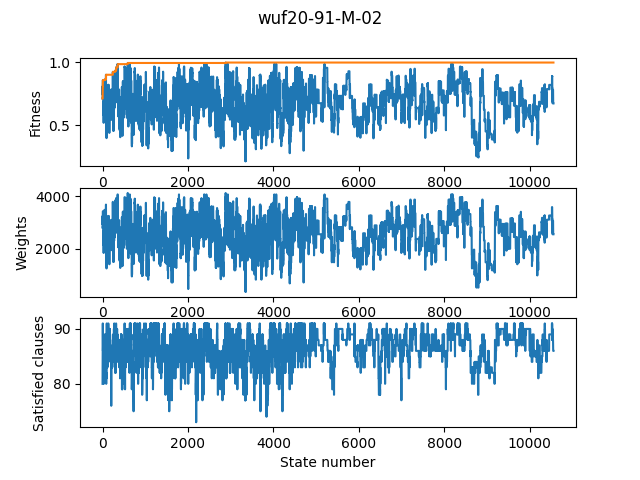 wuf20-91-M-02
1.0
0.5
Fitness
0 2000 4000 6000 8000 10000
4000
2000
Weights
0 2000 4000 6000 8000 10000
90
80
Satisfied clauses
0 2000 4000 6000 8000 10000
State number